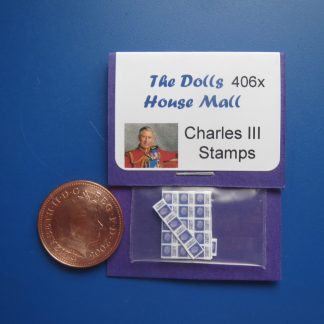 The Dolls 406x
House Mall
Charles III
Stamps